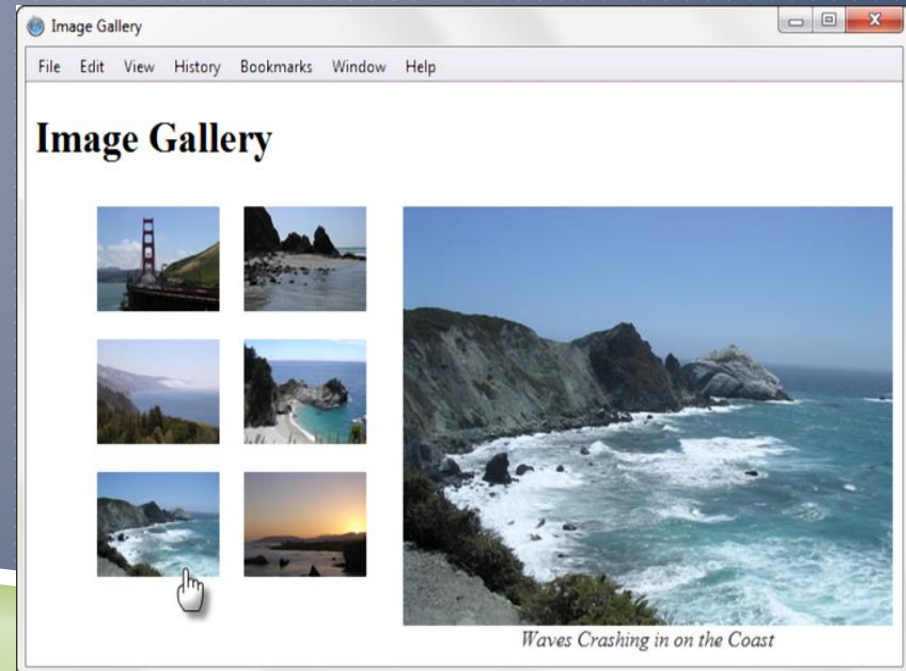 Image Gallery
File Edit View History Bookmarks Window Help
Image Gallery
Waves Crashing in on the Coast